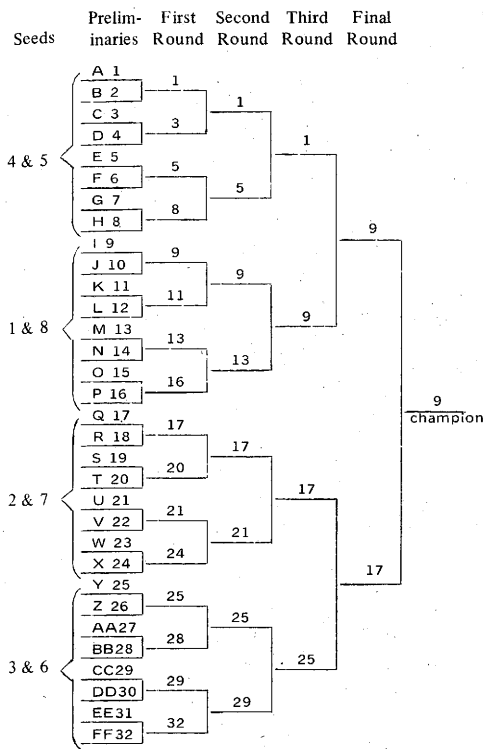 Prelim- First Second Third Final
Seeds inaries Round Round Round Round
A 1
1
B 2
1
C 3
3
D 4
1
4 & 5
E 5
5
F 6
5
G 7
8
H 8
9
I 9
9
J 10
9
K 11
11
L 12
9
1 & 8
M 13
13
N 14
13
O 15
16
P 16
9
champion
Q 17
17
R 18
17
S 19
20
T 20
17
2 & 7
U 21
21
V 22
21
W 23
24
X 24
17
Y 25
25
Z 26
25
AA27
28
BB28
25
3 & 6
CC29
29
DD30
29
EE31
32
FF32